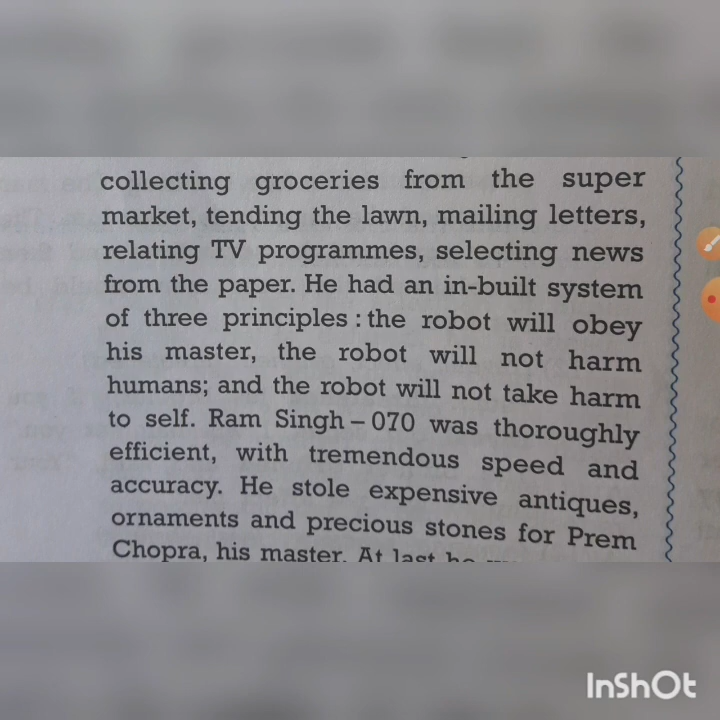 collecting groceries from the super
market, tending the lawn, mailing letters,
relating TV programmes, selecting news
from the paper. He had an in-built system
of three principles : the robot will obey
his master, the robot will not harm
humans; and the robot will not take harm
to self. Ram Singh – 070 was thoroughly
efficient, with tremendous speed and
accuracy. He stole expensive antiques,
ornaments and precious stones for Prem
Chopra, his master. At last he
InShOt